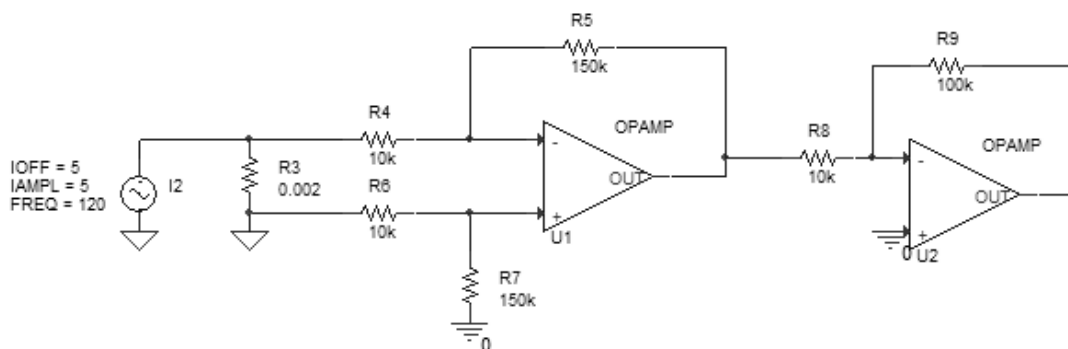 R5
150k
R9
100k
R4
10k
OPAMP
-
OUT
+
U1
R8
10k
OPAMP
-
OUT
+
U2
0
IOFF = 5
IAMPL = 5
FREQ = 120
I2
R3
0.002
R6
10k
R7
150k
0